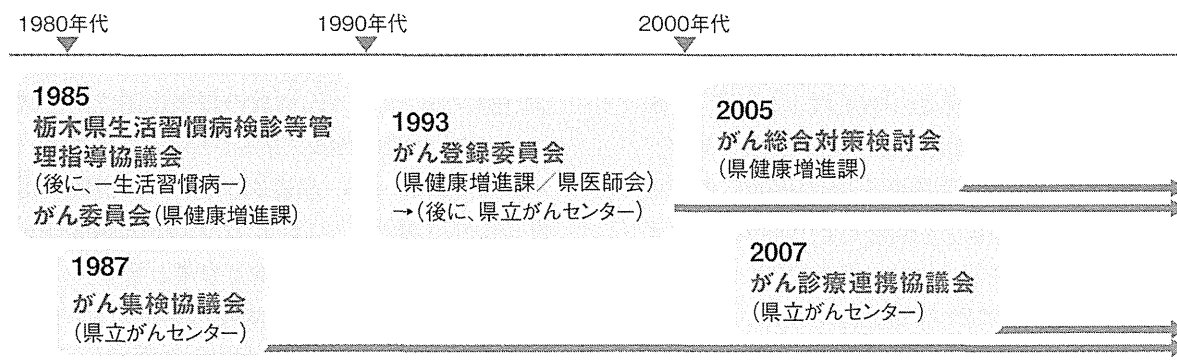 1980年代
1990年代
2000年代
1985
栃木県生活習慣病検診等管
理指導協議会
(後に、ー生活習慣病ー)
がん委員会(県健康増進課)
1993
がん登録委員会
(県健康増進課/県医師会)
→(後に、県立がんセンター)
2005
がん総合対策検討会
(県健康増進課)
1987
がん集検協議会
(県立がんセンター)
2007
がん診療連携協議会
(県立がんセンター)